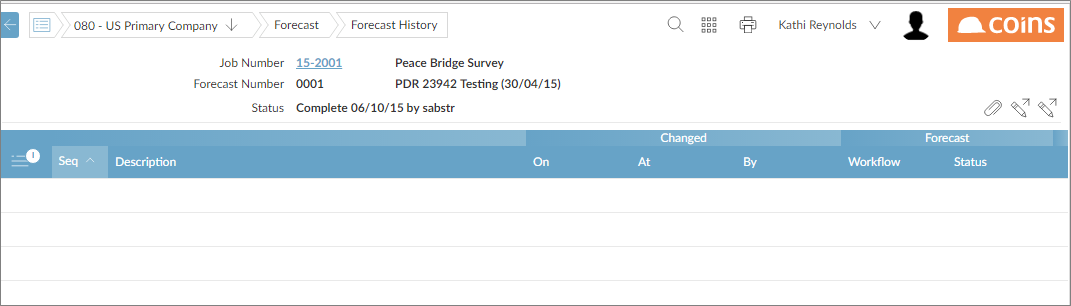 080 - US Primary Company Forecast Forecast History Kathi Reynolds coins
Job Number 15-2001 Peace Bridge Survey
Forecast Number 0001 PDR 23942 Testing (30/04/15)
Status Complete 06/10/15 by sabstr
Changed Forecast
Seq Description On At By Workflow Status